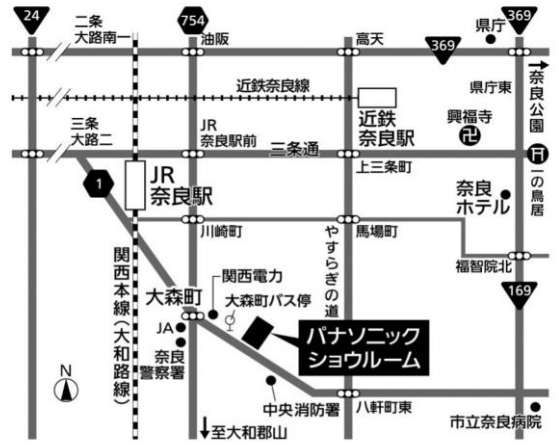 24
二条
大路南一
754
油阪
高天
369
県庁
369
近鉄奈良線
県庁東
奈良公園
近鉄
奈良駅
興福寺
三条
大路二
JR
奈良駅前
三条通
上三条町
一の鳥居
1
JR
奈良駅
奈良
ホテル
川崎町
馬場町
やすらぎの道
福智院北
関西本線(大和路線)
大森町
関西電力
大森町バス停
169
JA
奈良
警察署
パナソニック
ショウルーム
N
中央消防署
八軒町東
至大和郡山
市立奈良病院